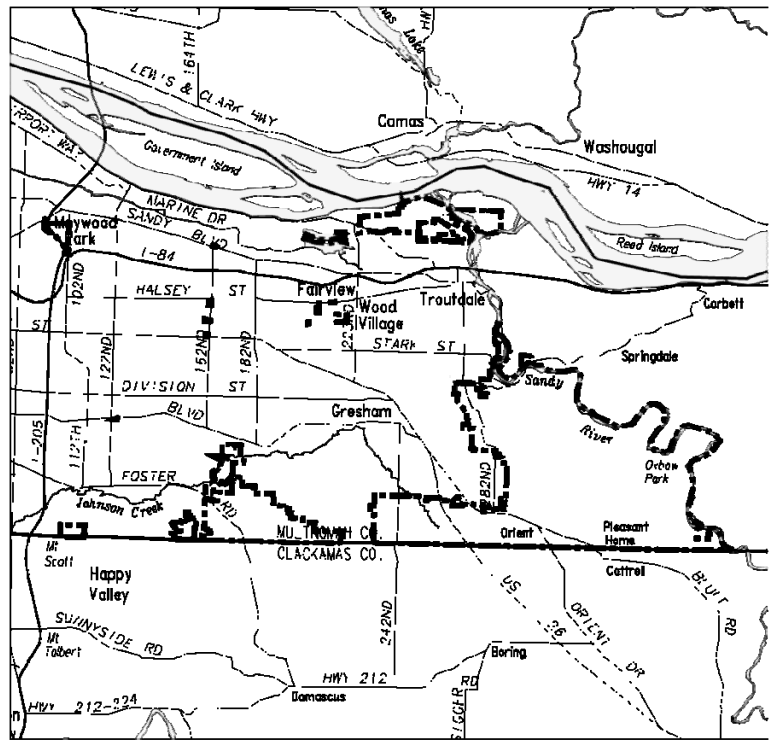 164TH
HWY
Lake
LEWIS & CLARK HWY
Camas
Washougal
Government Island
HWY 14
MARINE DR
SANDY BLVD
Maywood
Park
Reed Island
I-84
102ND
HALSEY ST
Fairview
Wood
Village
Troutdale
Corbett
122ND
152ND
182ND
ST
STARK ST
Springdale
DIVISION ST
Sandy
BLVD
Gresham
River
I-205
112TH
Oxbow
Park
FOSTER
RD
282ND
Johnson Creek
MULTNOMAH CO.
CLACKAMAS CO.
Orient
Pleasant
Home
Mt
Scott
Cottrell
Happy
Valley
BLUFF
RD
US
26
ORIENT
DR
242ND
SUNNYSIDE RD
Mt
Talbert
Boring
HWY 212
Damascus
HWY 212-224
RD